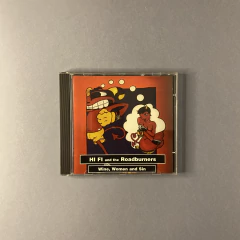 HI FI and the Roadburners
Wine, Women and Sin